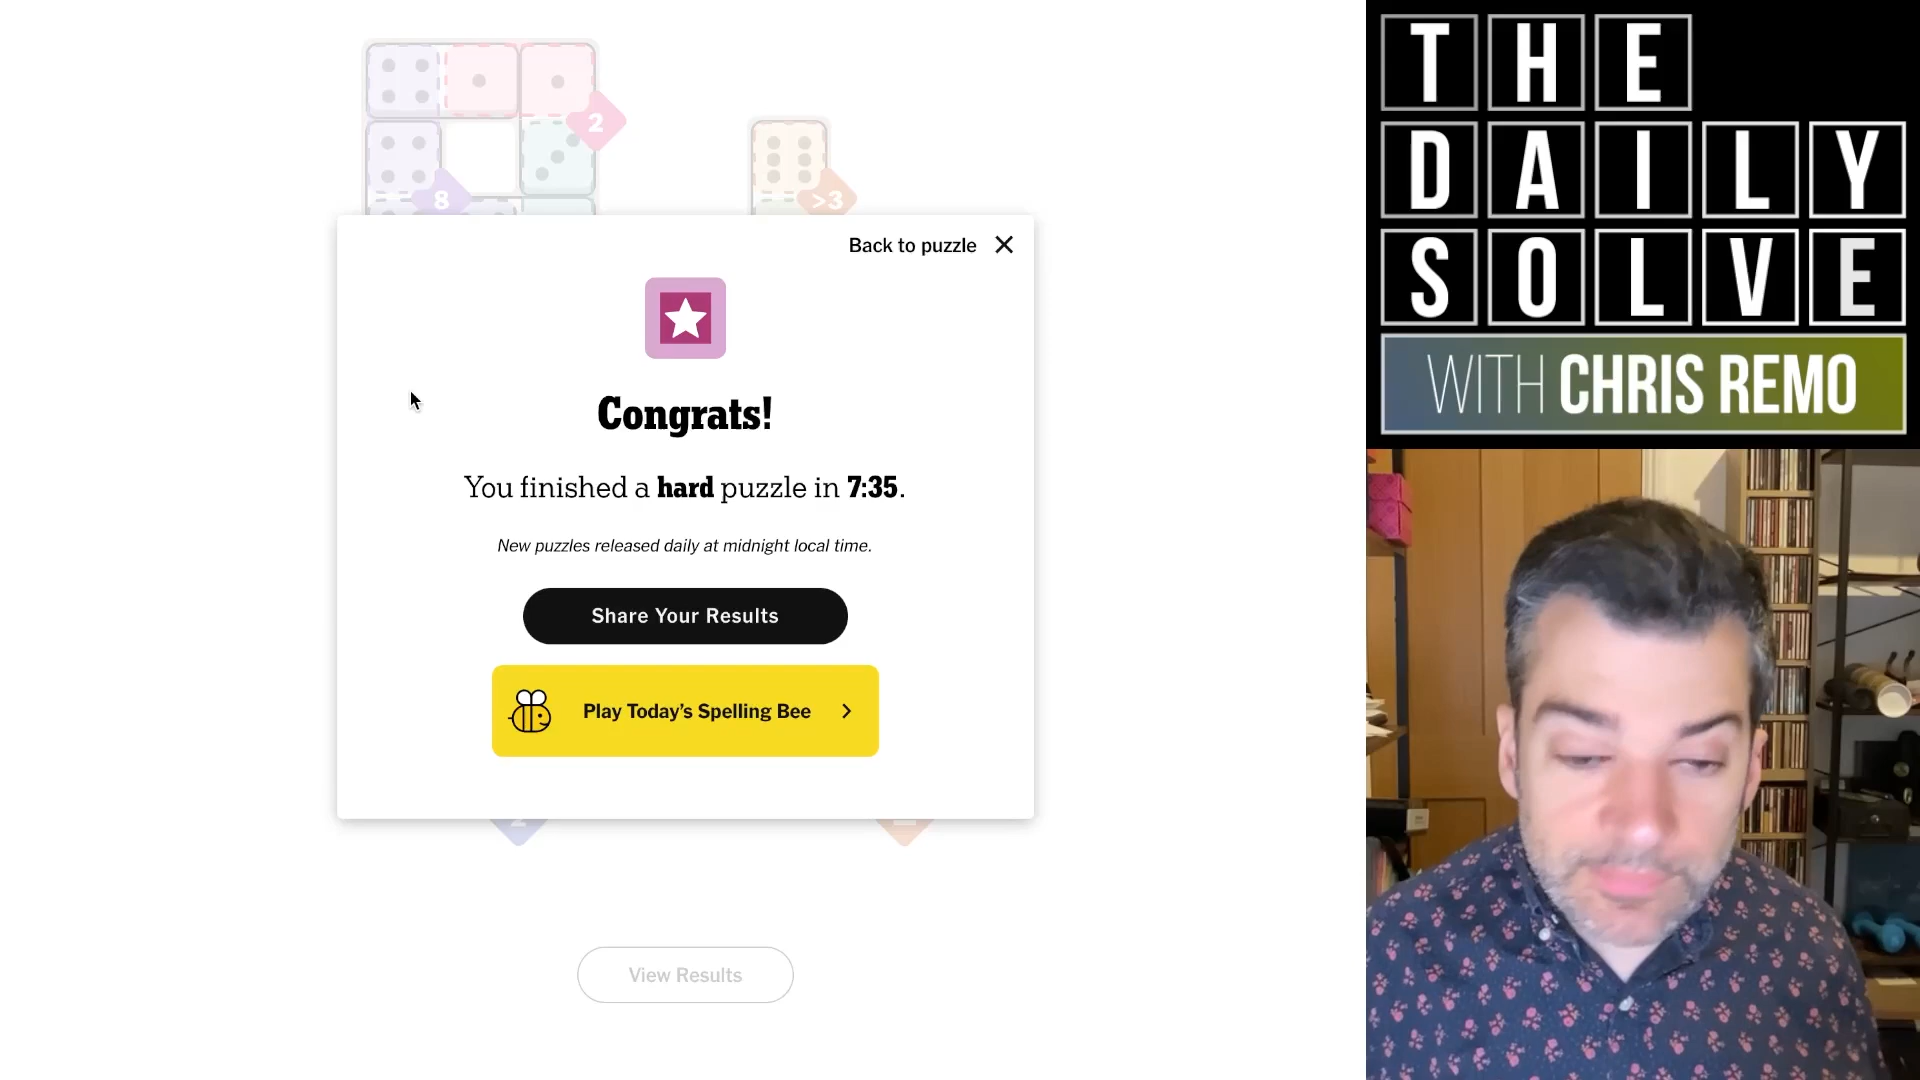 2
8
>3
Back to puzzle
Congrats!
You finished a hard puzzle in 7:35.
New puzzles released daily at midnight local time.
Share Your Results
Play Today's Spelling Bee
View Results
THE
DAILY
SOLVE
WITH CHRIS REMO